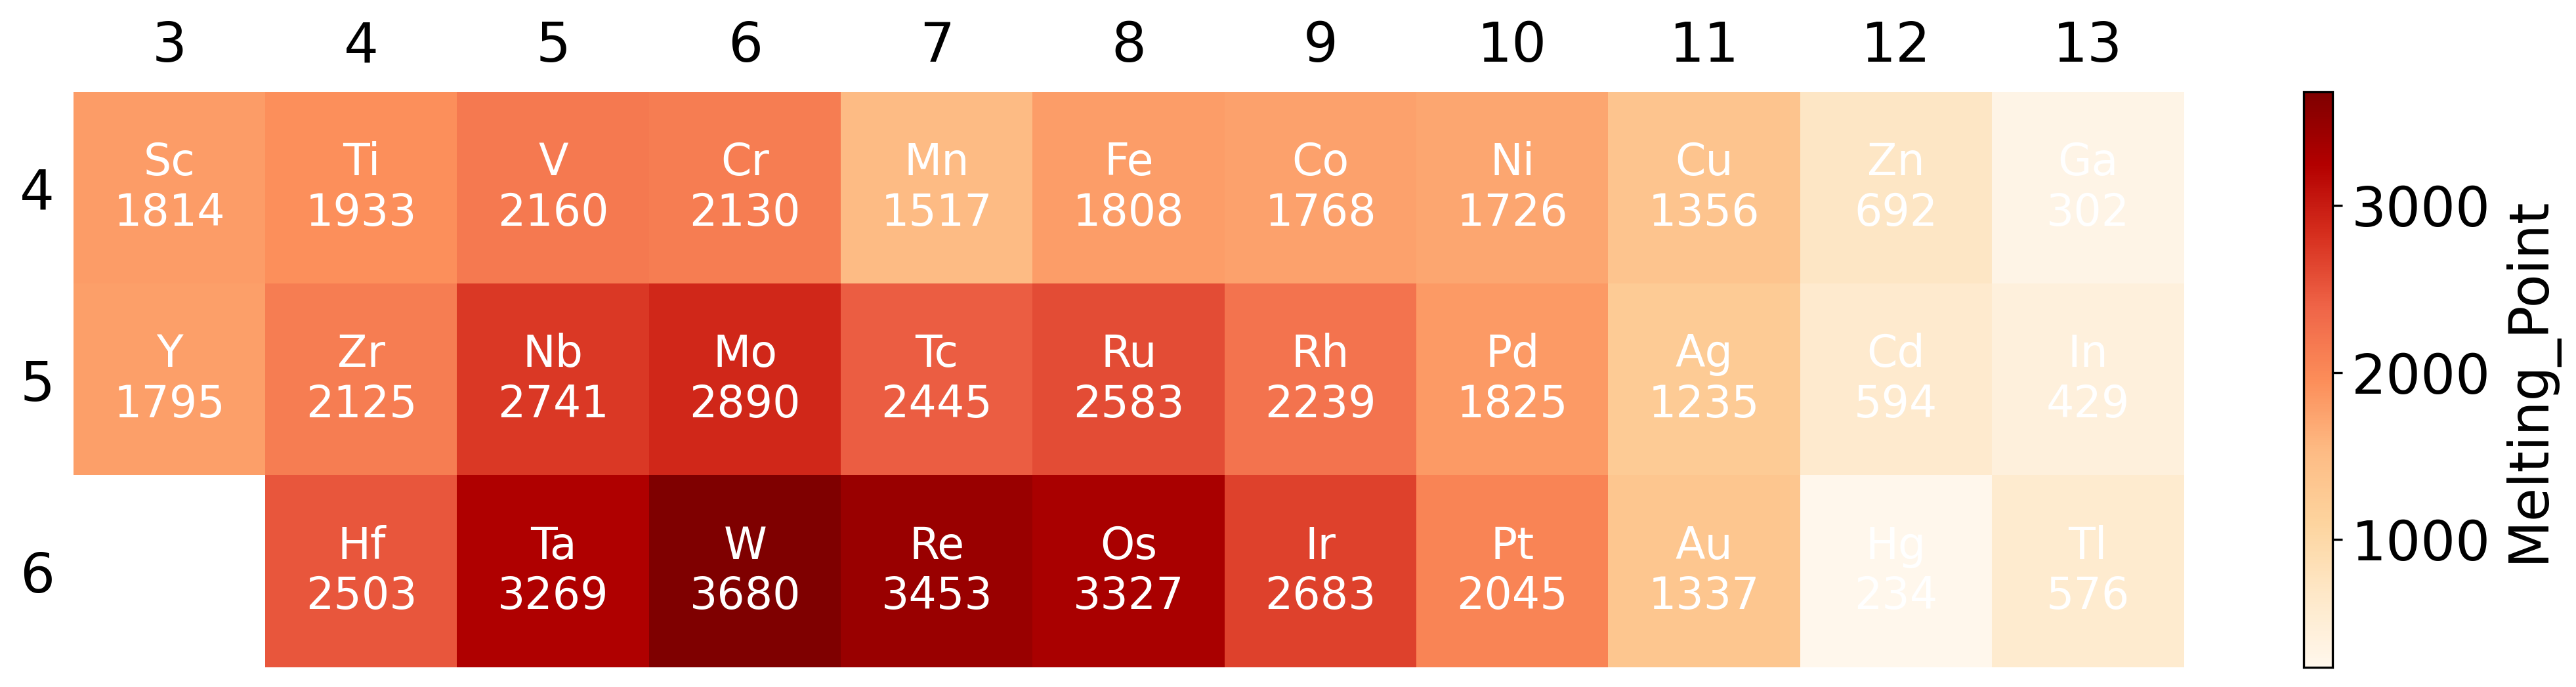 3 4 5 6 7 8 9 10 11 12 13
4
Sc Ti V Cr Mn Fe Co Ni Cu Zn Ga
1814 1933 2160 2130 1517 1808 1768 1726 1356 692 302
5
Y Zr Nb Mo Tc Ru Rh Pd Ag Cd In
1795 2125 2741 2890 2445 2583 2239 1825 1235 594 429
6
Hf Ta W Re Os Ir Pt Au Hg Tl
2503 3269 3680 3453 3327 2683 2045 1337 234 576
3000
2000
1000
Melting_Point